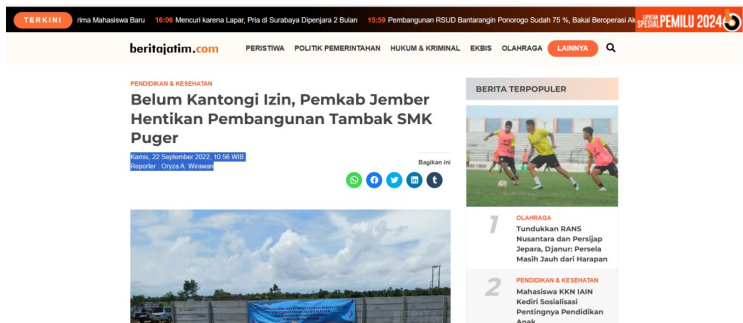 TERKINI
rima Mahasiswa Baru 16:06 Mencuri karena Lapar, Pria di Surabaya Dipenjara 2 Bulan 15:59 Pembangunan RSUD Bantarangin Ponorogo Sudah 75 %, Bakal Beroperasi Ak
LIPUTAN
SPESIAL PEMILU 2024
beritajatim.com
PERISTIWA POLITIK PEMERINTAHAN HUKUM & KRIMINAL EKBIS OLAHRAGA LAINNYA
PENDIDIKAN & KESEHATAN
Belum Kantongi Izin, Pemkab Jember
Hentikan Pembangunan Tambak SMK
Puger
Kamis, 22 September 2022, 10:56 WIB
Reporter : Oryza A. Wirawan
Bagikan ini
BERITA TERPOPULER
1
OLAHRAGA
Tundukkan RANS
Nusantara dan Persijap
Jepara, Djanur: Persela
Masih Jauh dari Harapan
2
PENDIDIKAN & KESEHATAN
Mahasiswa KKN IAIN
Kediri Sosialisasi
Pentingnya Pendidikan
Anak